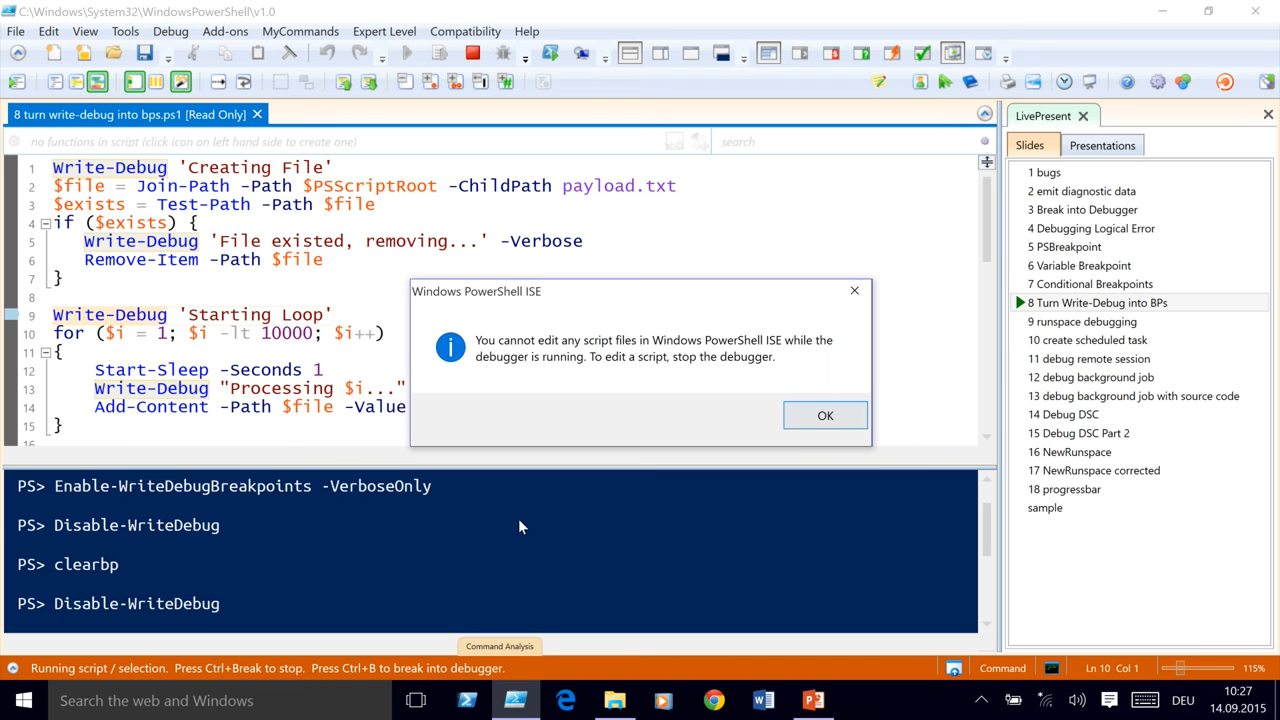 C:\Windows\System32\WindowsPowerShell\v1.0
File Edit View Tools Debug Add-ons MyCommands Expert Level Compatibility Help
8 turn write-debug into bps.ps1 [Read Only]
no functions in script (click icon on left hand side to create one)
search
1 Write-Debug 'Creating File'
2 $file = Join-Path -Path $PSScriptRoot -ChildPath payload.txt
3 $exists = Test-Path -Path $file
4 if ($exists) {
5 Write-Debug 'File existed, removing...' -Verbose
6 Remove-Item -Path $file
7 }
8
9 Write-Debug 'Starting Loop'
10 for ($i = 1; $i -lt 10000; $i++)
11 {
12 Start-Sleep -Seconds 1
13 Write-Debug "Processing $i..."
14 Add-Content -Path $file -Value
15 }
16
Windows PowerShell ISE
You cannot edit any script files in Windows PowerShell ISE while the
debugger is running. To edit a script, stop the debugger.
OK
PS> Enable-WriteDebugBreakpoints -VerboseOnly
PS> Disable-WriteDebug
PS> clearbp
PS> Disable-WriteDebug
Command Analysis
LivePresent
Slides Presentations
1 bugs
2 emit diagnostic data
3 Break into Debugger
4 Debugging Logical Error
5 PSBreakpoint
6 Variable Breakpoint
7 Conditional Breakpoints
8 Turn Write-Debug into BPs
9 runspace debugging
10 create scheduled task
11 debug remote session
12 debug background job
13 debug background job with source code
14 Debug DSC
15 Debug DSC Part 2
16 NewRunspace
17 NewRunspace corrected
18 progressbar
sample
Running script / selection. Press Ctrl+Break to stop. Press Ctrl+B to break into debugger.
Command
Ln 10 Col 1
115%
Search the web and Windows
DEU
10:27
14.09.2015